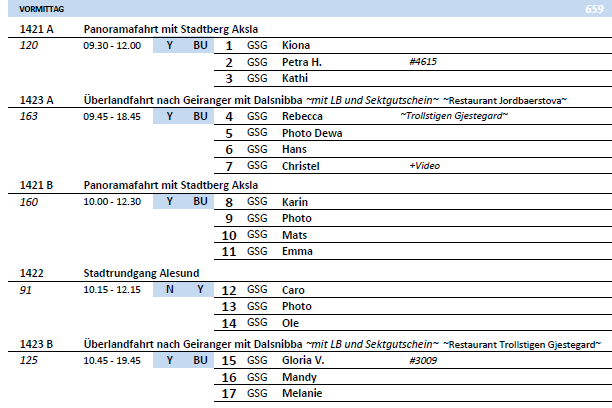 VORMITTAG 659
1421 A Panoramafahrt mit Stadtberg Aksla
120 09.30 - 12.00 Y BU 1 GSG Kiona
2 GSG Petra H. #4615
3 GSG Kathi
1423 A Überlandfahrt nach Geiranger mit Dalsnibba ~mit LB und Sektgutschein~ ~Restaurant Jordbaerstova~
163 09.45 - 18.45 Y BU 4 GSG Rebecca ~Trollstigen Gjestegard~
5 GSG Photo Dewa
6 GSG Hans
7 GSG Christel +Video
1421 B Panoramafahrt mit Stadtberg Aksla
160 10.00 - 12.30 Y BU 8 GSG Karin
9 GSG Photo
10 GSG Mats
11 GSG Emma
1422 Stadtrundgang Alesund
91 10.15 - 12.15 N Y 12 GSG Caro
13 GSG Photo
14 GSG Ole
1423 B Überlandfahrt nach Geiranger mit Dalsnibba ~mit LB und Sektgutschein~ ~Restaurant Trollstigen Gjestegard~
125 10.45 - 19.45 Y BU 15 GSG Gloria V. #3009
16 GSG Mandy
17 GSG Melanie